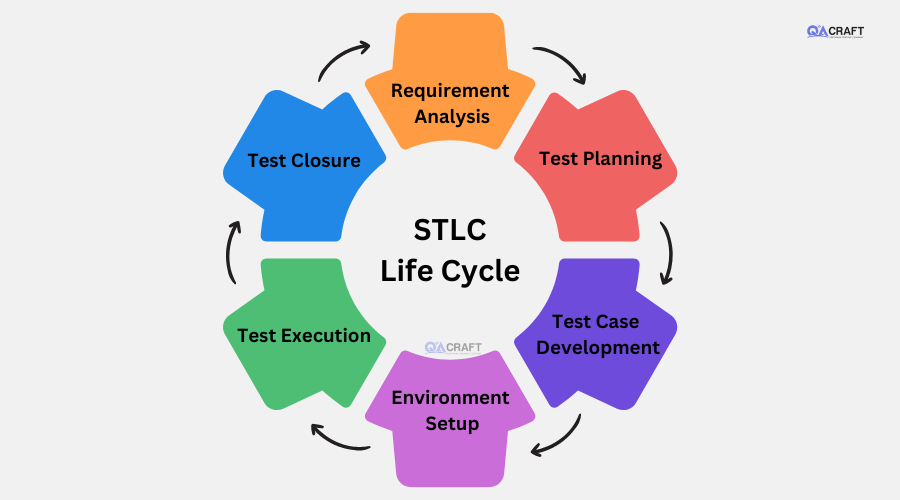 QACRAFT
Requirement
Analysis
Test Closure
Test Planning
STLC
Life Cycle
Test Execution
Test Case
Development
QACRAFT
Environment
Setup